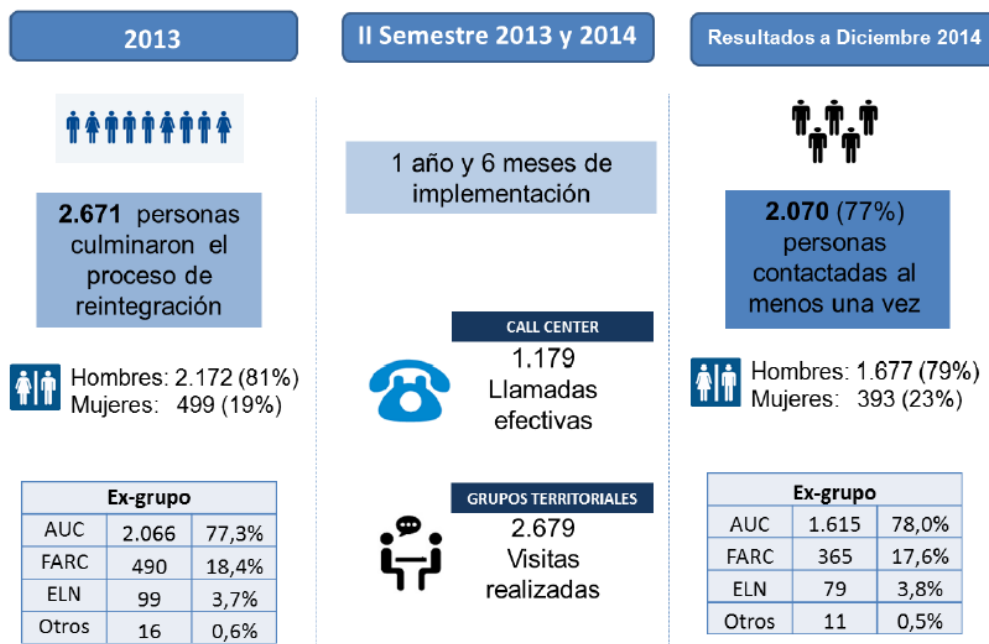 2013
2.671 personas
culminaron el
proceso de
reintegración
Hombres: 2.172 (81%)
Mujeres: 499 (19%)
Ex-grupo
AUC 2.066 77,3%
FARC 490 18,4%
ELN 99 3,7%
Otros 16 0,6%
II Semestre 2013 y 2014
1 año y 6 meses de
implementación
CALL CENTER
1.179
Llamadas
efectivas
GRUPOS TERRITORIALES
2.679
Visitas
realizadas
Resultados a Diciembre 2014
2.070 (77%)
personas
contactadas al
menos una vez
Hombres: 1.677 (79%)
Mujeres: 393 (23%)
Ex-grupo
AUC 1.615 78,0%
FARC 365 17,6%
ELN 79 3,8%
Otros 11 0,5%